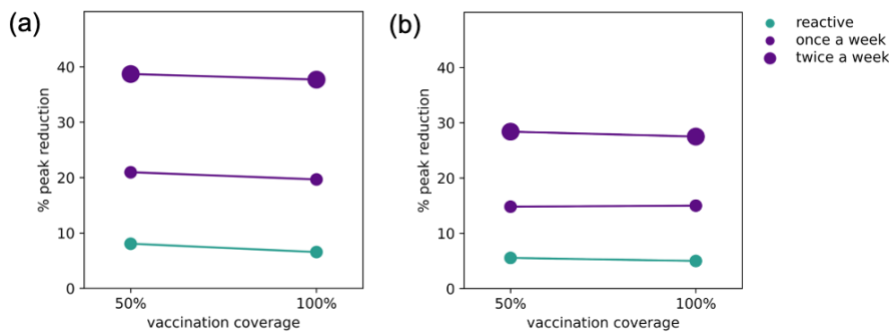 (a)
% peak reduction
40
30
20
10
0
50%
100%
vaccination coverage
(b)
% peak reduction
40
30
20
10
0
50%
100%
vaccination coverage
reactive
once a week
twice a week